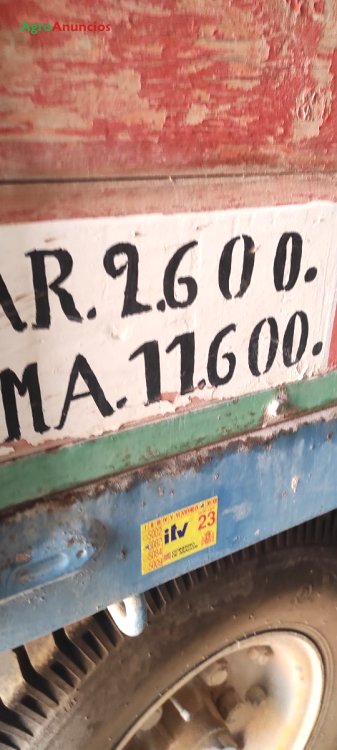 AgroAnuncios
AR. 2.600.
MA. 11.600.
itv
23